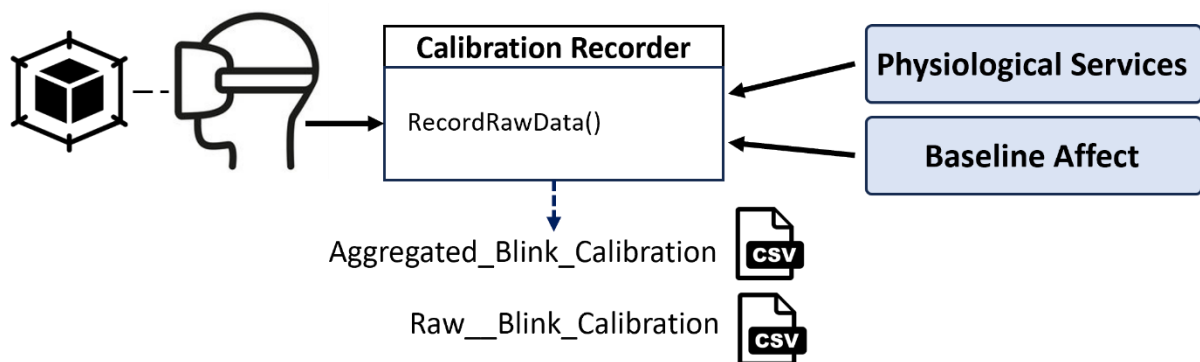 Calibration Recorder
RecordRawData()
Physiological Services
Baseline Affect
Aggregated_Blink_Calibration
CSV
Raw__Blink_Calibration
CSV